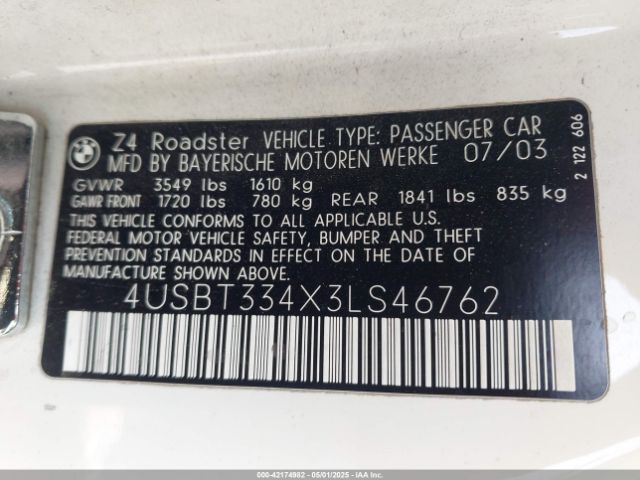 BMW
Z4 Roadster VEHICLE TYPE: PASSENGER CAR
MFD BY BAYERISCHE MOTOREN WERKE 07/03
GVWR 3549 lbs 1610 kg
GAWR FRONT 1720 lbs 780 kg REAR 1841 lbs 835 kg
THIS VEHICLE CONFORMS TO ALL APPLICABLE U.S.
FEDERAL MOTOR VEHICLE SAFETY, BUMPER AND THEFT
PREVENTION STANDARDS IN EFFECT ON THE DATE OF
MANUFACTURE SHOWN ABOVE.
4USBT334X3LS46762
2 122 606
000-42174982 - 05/01/2025 - IAAI.COM